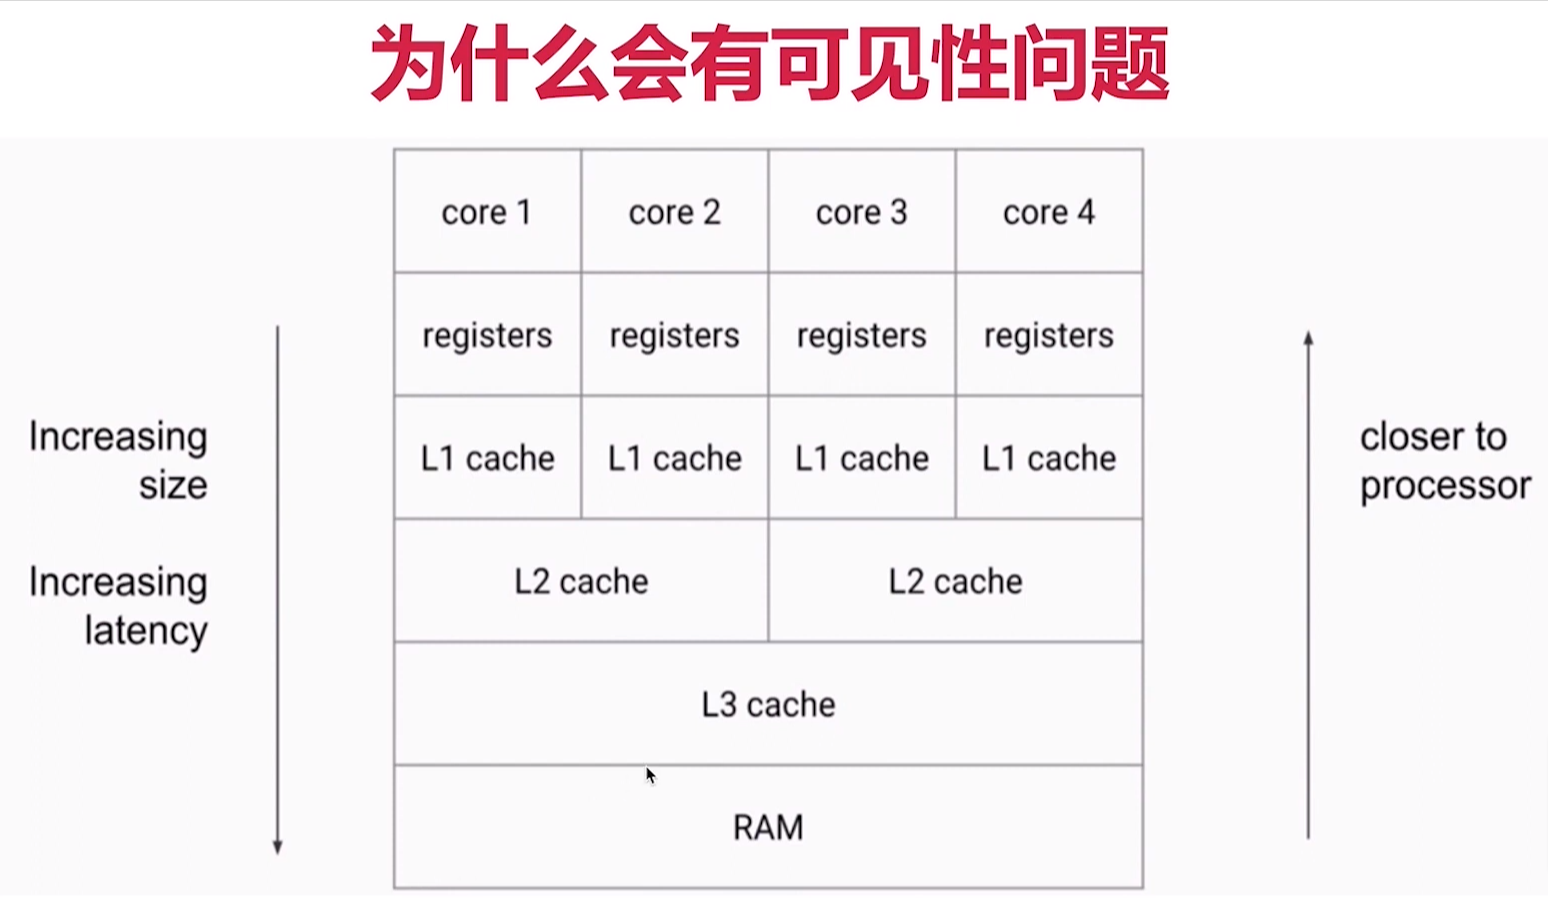 为什么会有可见性问题
core 1
core 2
core 3
core 4
registers
registers
registers
registers
L1 cache
L1 cache
L1 cache
L1 cache
L2 cache
L2 cache
L3 cache
RAM
Increasing
size
Increasing
latency
closer to
processor